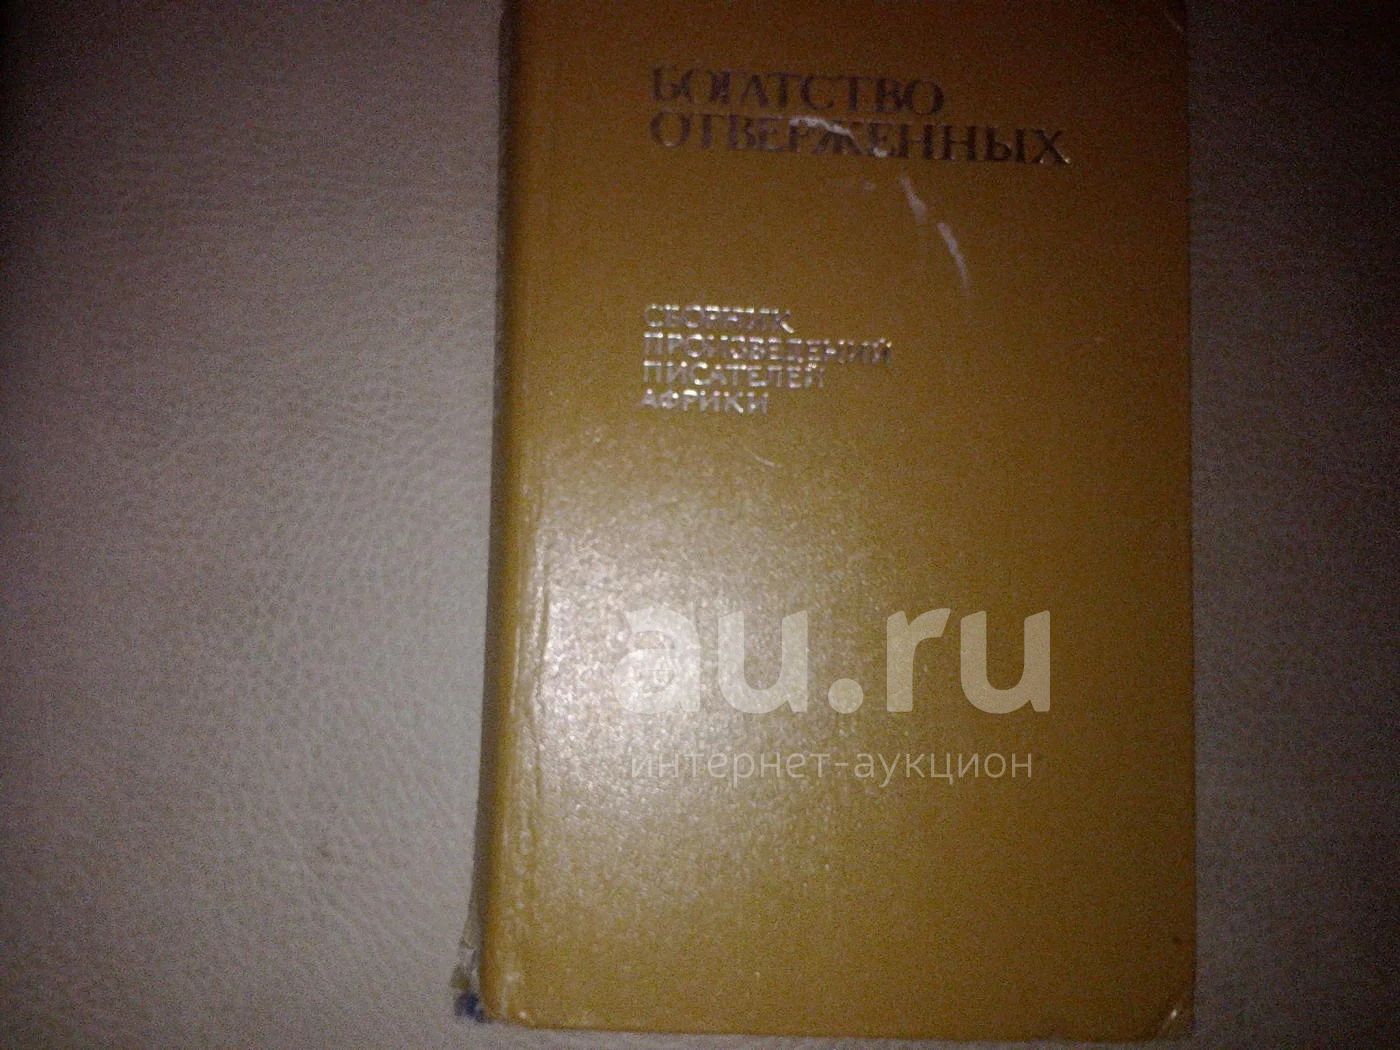 БОГАТСТВО
ОТВЕРЖЕННЫХ
СБОРНИК
ПРОИЗВЕДЕНИЙ
ПИСАТЕЛЕЙ
АФРИКИ
au.ru
интернет-аукцион